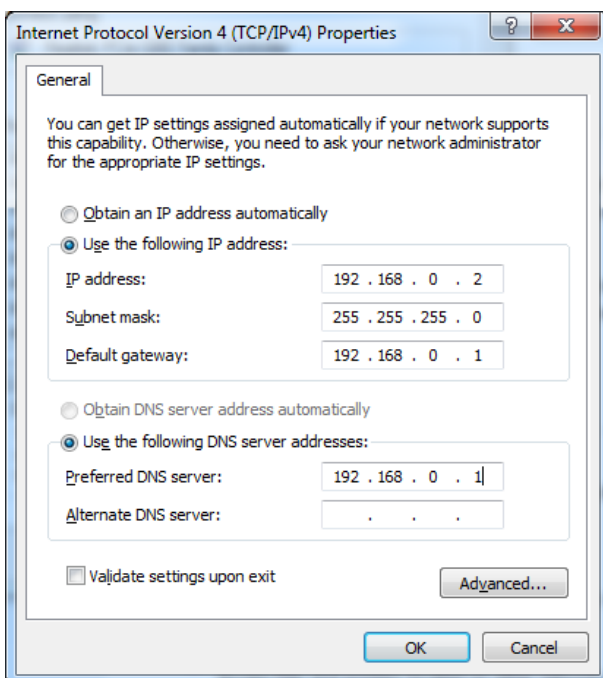 Internet Protocol Version 4 (TCP/IPv4) Properties
?
X
General
You can get IP settings assigned automatically if your network supports
this capability. Otherwise, you need to ask your network administrator
for the appropriate IP settings.
Obtain an IP address automatically
Use the following IP address:
IP address: 192 . 168 . 0 . 2
Subnet mask: 255 . 255 . 255 . 0
Default gateway: 192 . 168 . 0 . 1
Obtain DNS server address automatically
Use the following DNS server addresses:
Preferred DNS server: 192 . 168 . 0 . 1
Alternate DNS server: . . .
Validate settings upon exit
Advanced...
OK Cancel